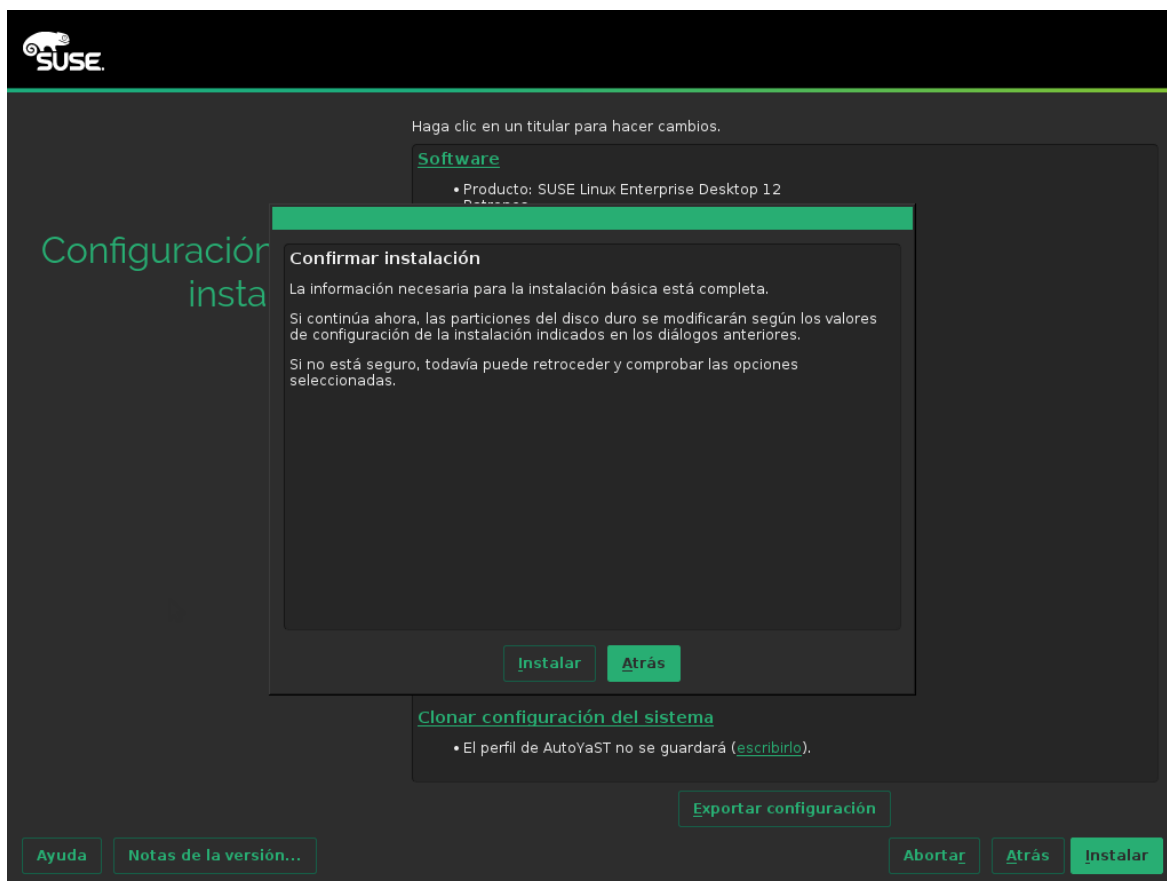 SUSE.
Haga clic en un titular para hacer cambios.
Software
• Producto: SUSE Linux Enterprise Desktop 12
Configuración
insta
Confirmar instalación
La información necesaria para la instalación básica está completa.
Si continúa ahora, las particiones del disco duro se modificarán según los valores
de configuración de la instalación indicados en los diálogos anteriores.
Si no está seguro, todavía puede retroceder y comprobar las opciones
seleccionadas.
Instalar Atrás
Clonar configuración del sistema
• El perfil de AutoYaST no se guardará (escribirlo).
Exportar configuración
Ayuda Notas de la versión... Abortar Atrás Instalar